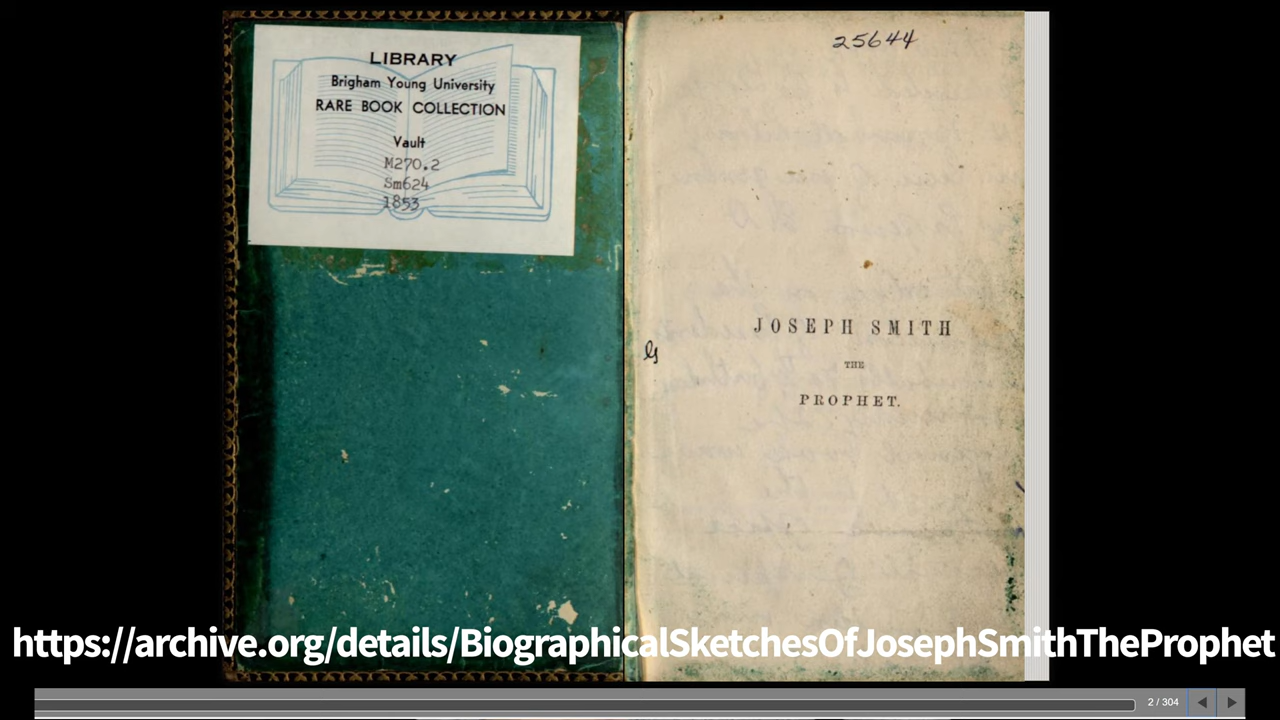 LIBRARY
Brigham Young University
RARE BOOK COLLECTION
Vault
M270.2
Sm624
1853
25644
JOSEPH SMITH
THE
PROPHET.
https://archive.org/details/BiographicalSketchesOfJosephSmithTheProphet
2 / 304